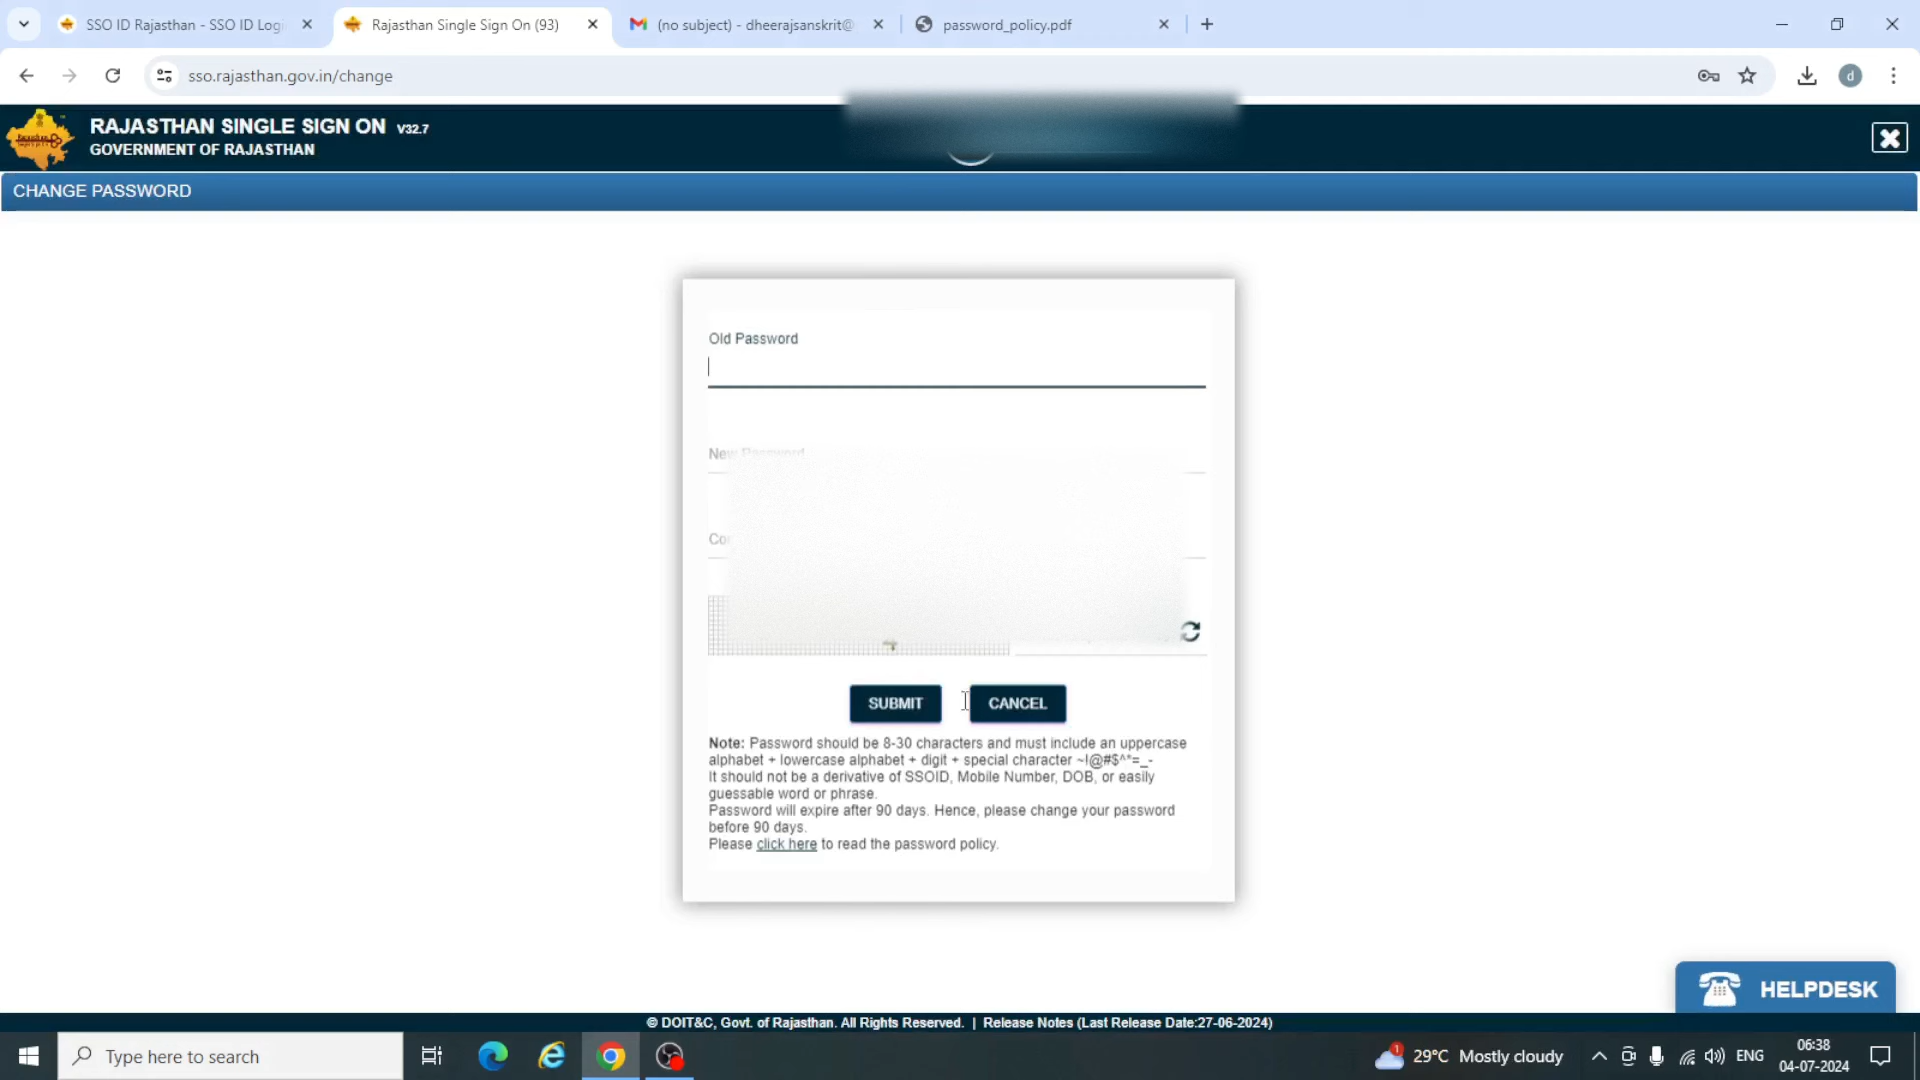 SSO ID Rajasthan - SSO ID Logi
Rajasthan Single Sign On (93)
(no subject) - dheerajsanskrit@
password_policy.pdf
sso.rajasthan.gov.in/change
d
RAJASTHAN SINGLE SIGN ON V32.7
GOVERNMENT OF RAJASTHAN
CHANGE PASSWORD
Old Password
New Password
SUBMIT
CANCEL
Note: Password should be 8-30 characters and must include an uppercase
alphabet + lowercase alphabet + digit + special character ~!@#$^*=_-
It should not be a derivative of SSOID, Mobile Number, DOB, or easily
guessable word or phrase.
Password will expire after 90 days. Hence, please change your password
before 90 days.
Please click here to read the password policy.
HELPDESK
© DOIT&C, Govt. of Rajasthan. All Rights Reserved. | Release Notes (Last Release Date:27-06-2024)
Type here to search
1
29°C Mostly cloudy
ENG
06:38
04-07-2024